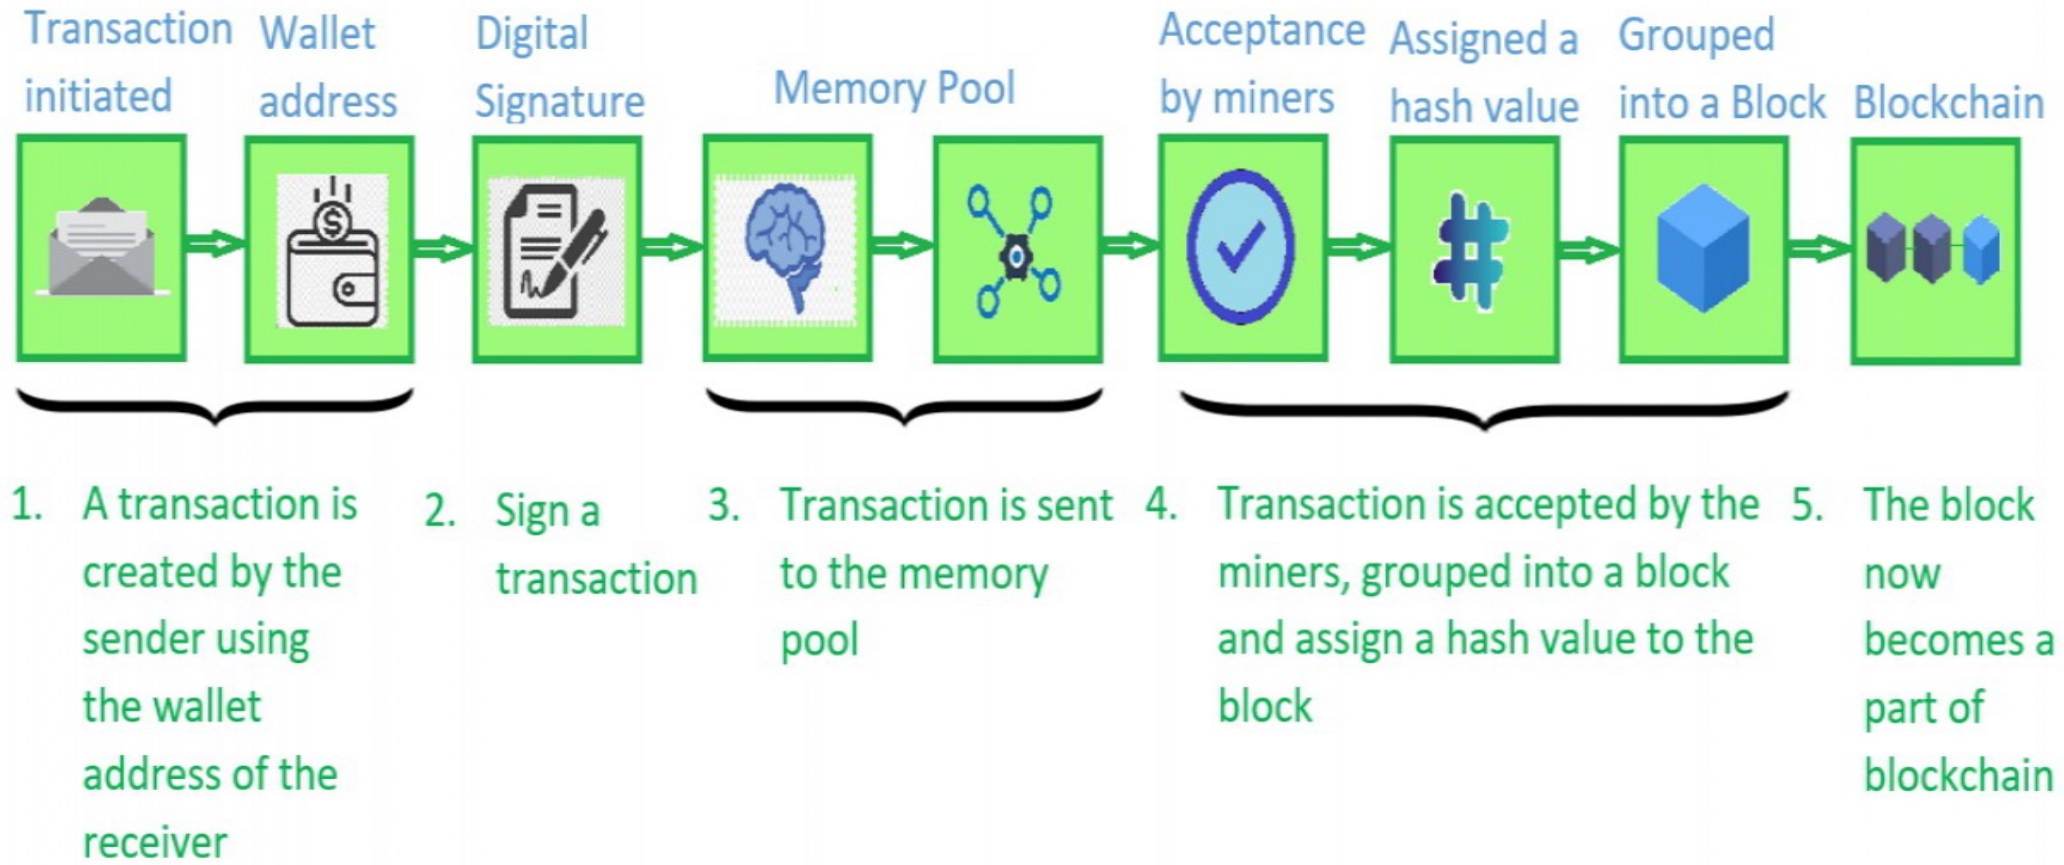 Transaction
initiated
Wallet
address
Digital
Signature
Memory Pool
Acceptance
by miners
Assigned a
hash value
Grouped
into a Block
Blockchain
1. A transaction is
created by the
sender using
the wallet
address of the
receiver
2. Sign a
transaction
3. Transaction is sent
to the memory
pool
4. Transaction is accepted by the
miners, grouped into a block
and assign a hash value to the
block
5. The block
now
becomes a
part of
blockchain